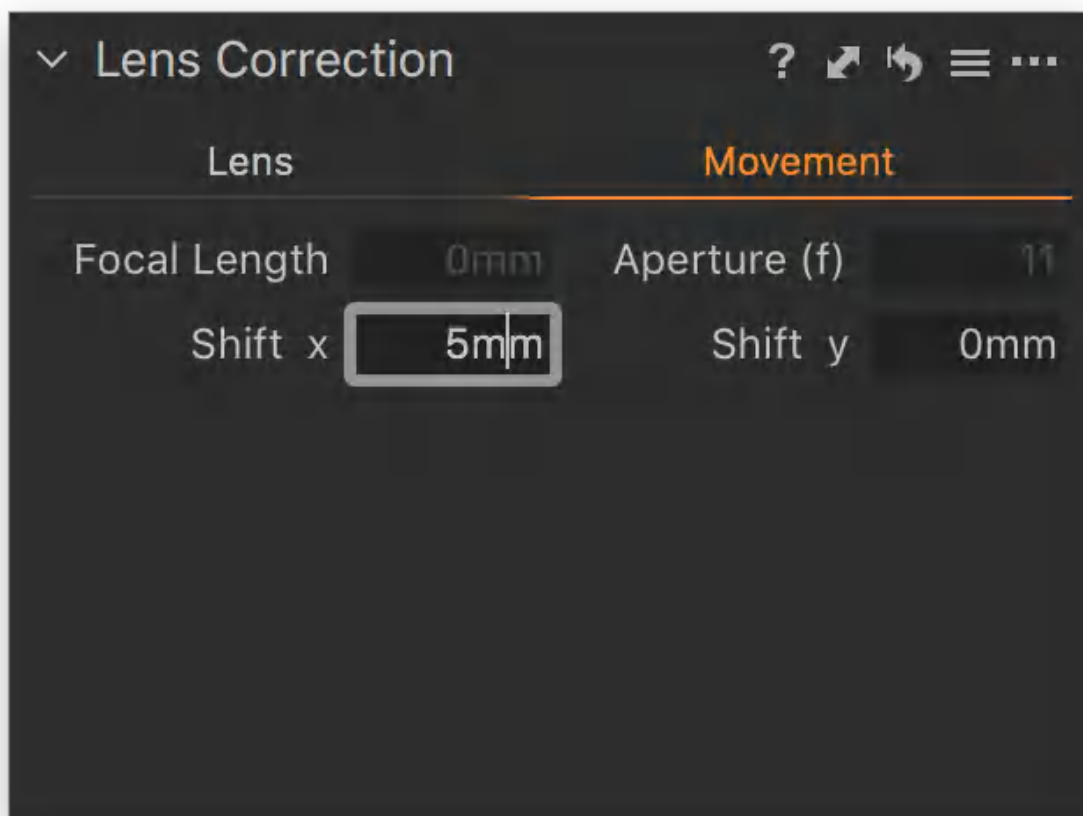 Lens Correction ?
Lens Movement
Focal Length 0mm Aperture (f) 11
Shift x 5mm Shift y 0mm